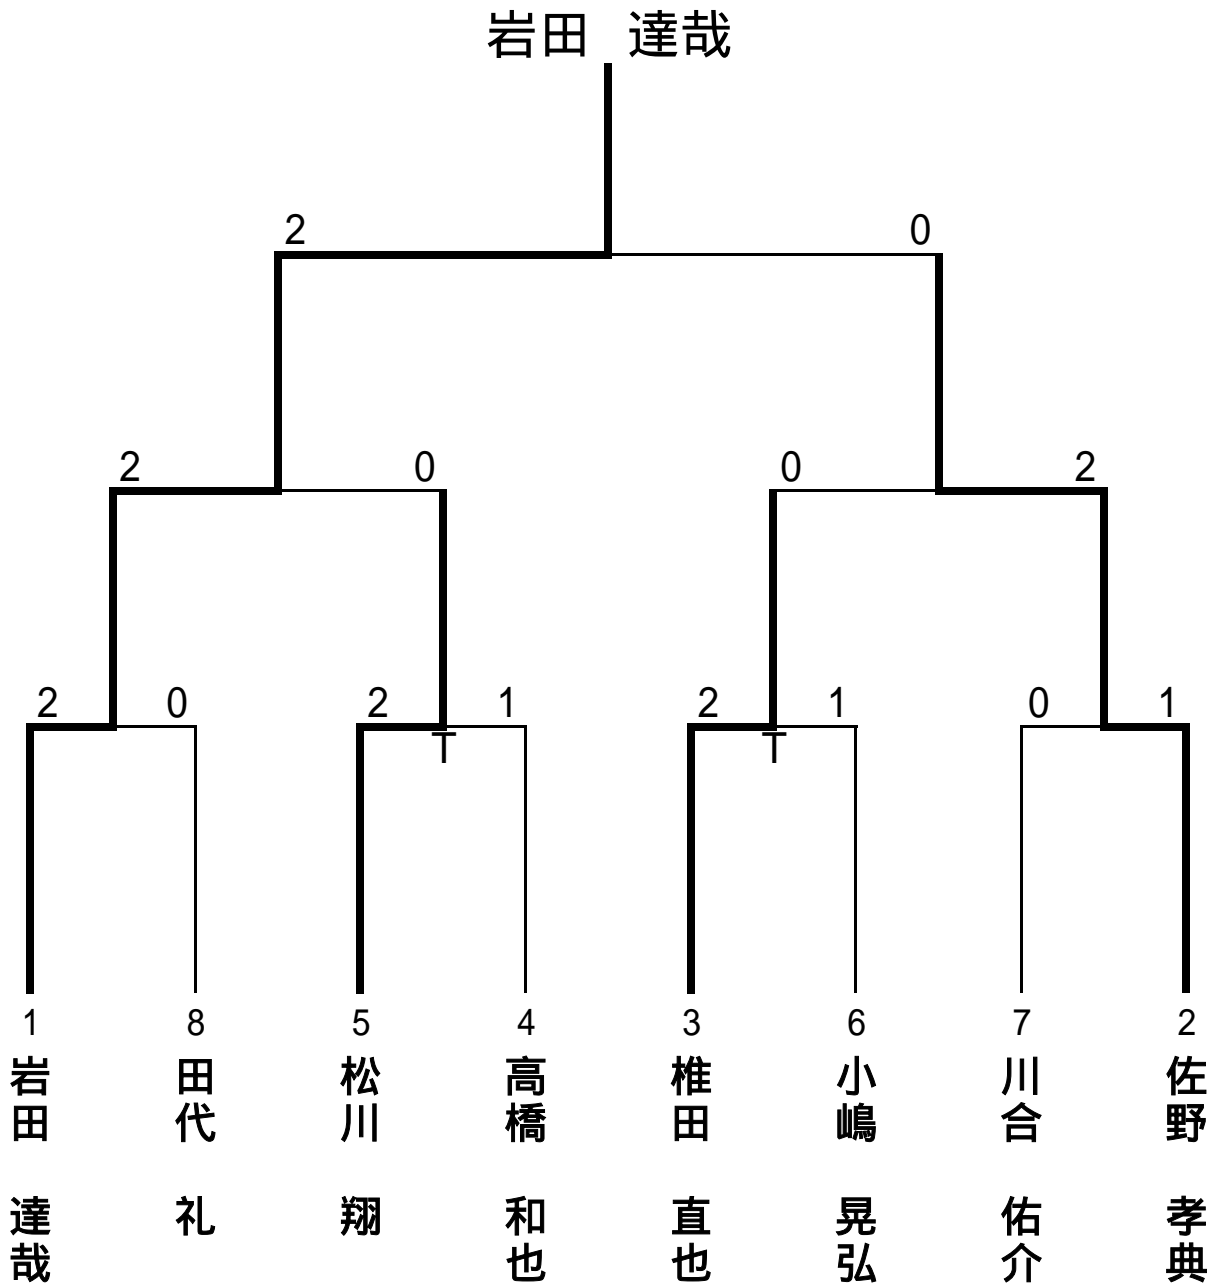 岩田 達哉
2 0
2 0 0 2
2 0 2 1 2 1 0 1
T T
1 8 5 4 3 6 7 2
岩田 達哉
田代 礼
松川 翔
高橋 和也
椎田 直也
小嶋 晃弘
川合 佑介
佐野 孝典